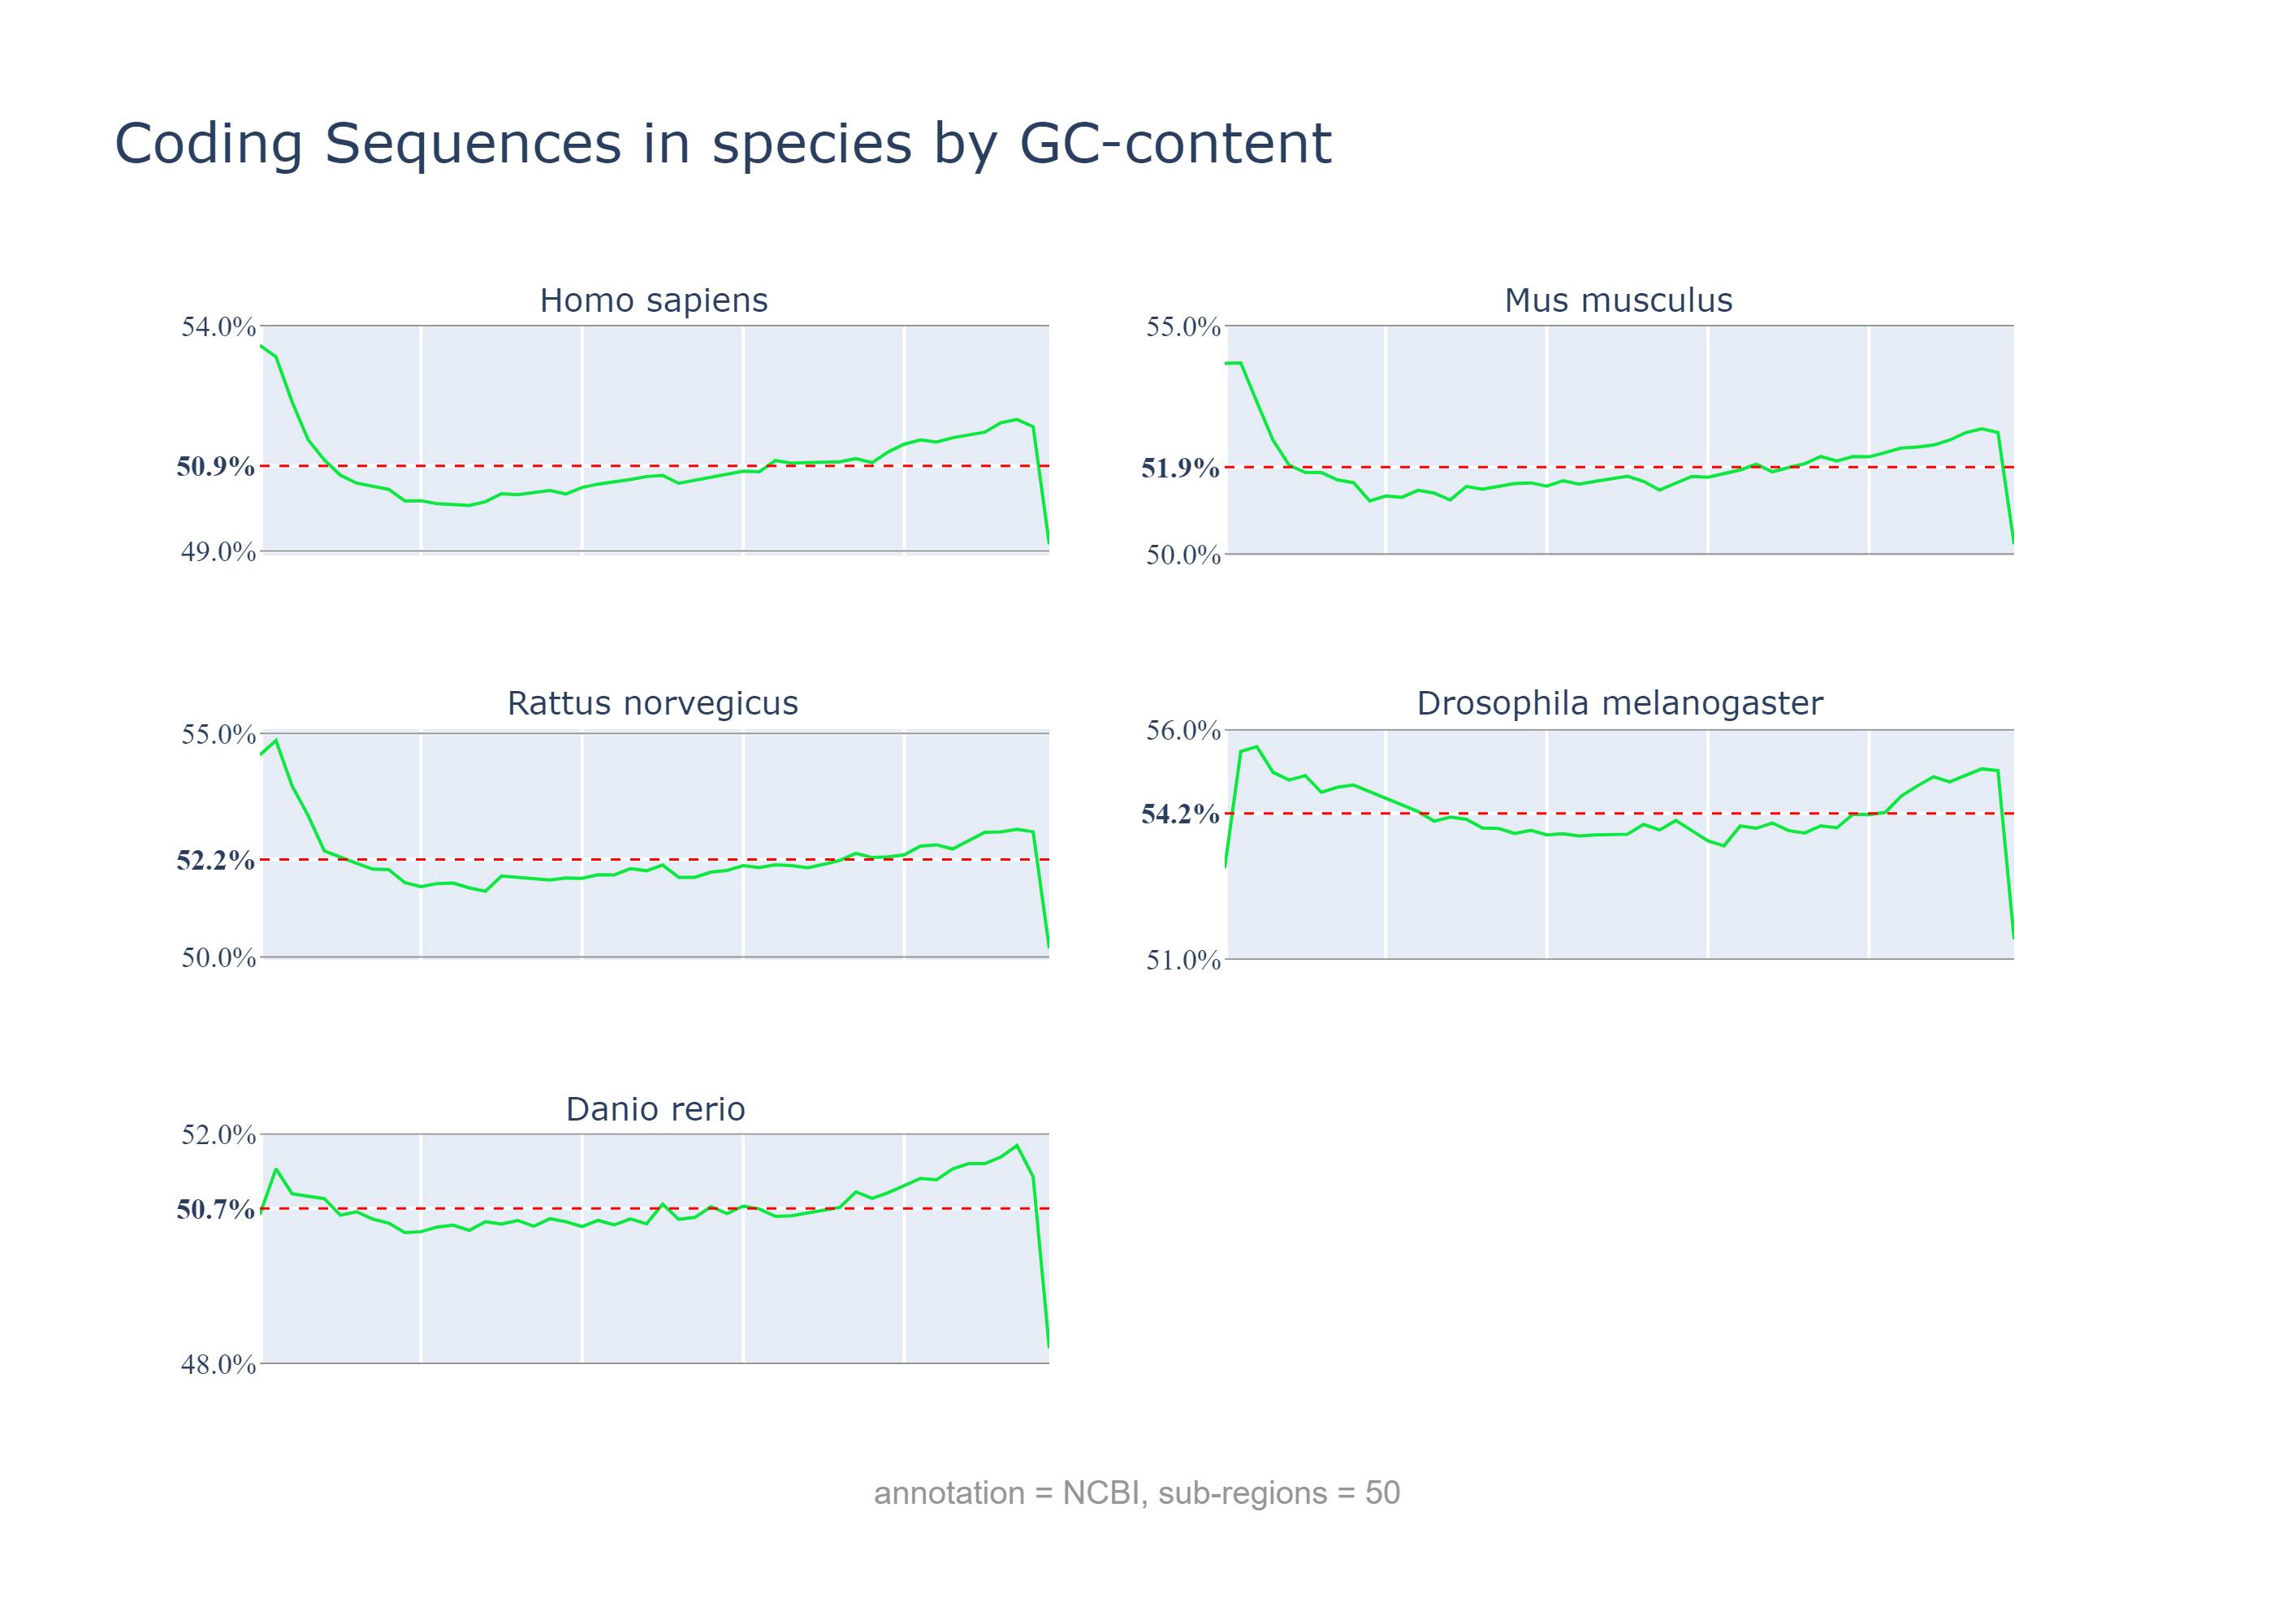 Coding Sequences in species by GC-content
Homo sapiens
54.0%
50.9%
49.0%
Mus musculus
55.0%
51.9%
50.0%
Rattus norvegicus
55.0%
52.2%
50.0%
Drosophila melanogaster
56.0%
54.2%
51.0%
Danio rerio
52.0%
50.7%
48.0%
annotation = NCBI, sub-regions = 50